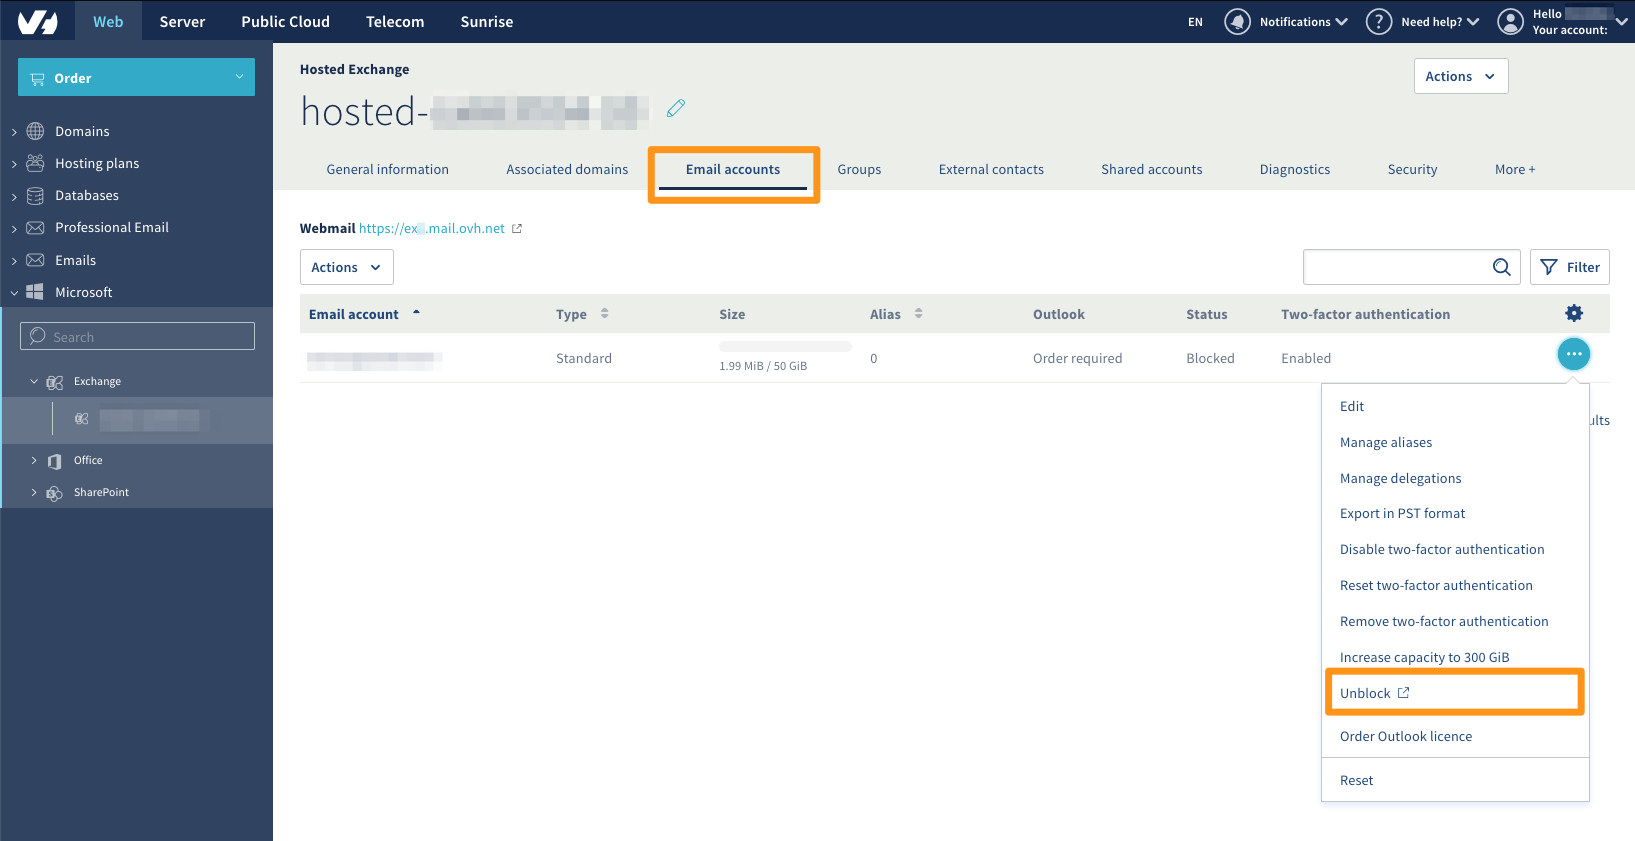 Web Server Public Cloud Telecom Sunrise EN Notifications Need help? Hello
Your account:
Order
Domains
Hosting plans
Databases
Professional Email
Emails
Microsoft
Search
Exchange
Office
SharePoint
Hosted Exchange
Actions
hosted-
General information Associated domains Email accounts Groups External contacts Shared accounts Diagnostics Security More +
Webmail https://ex .mail.ovh.net
Actions
Filter
Email account Type Size Alias Outlook Status Two-factor authentication
Standard 1.99 MiB / 50 GiB 0 Order required Blocked Enabled
Edit
Manage aliases
Manage delegations
Export in PST format
Disable two-factor authentication
Reset two-factor authentication
Remove two-factor authentication
Increase capacity to 300 GiB
Unblock
Order Outlook licence
Reset